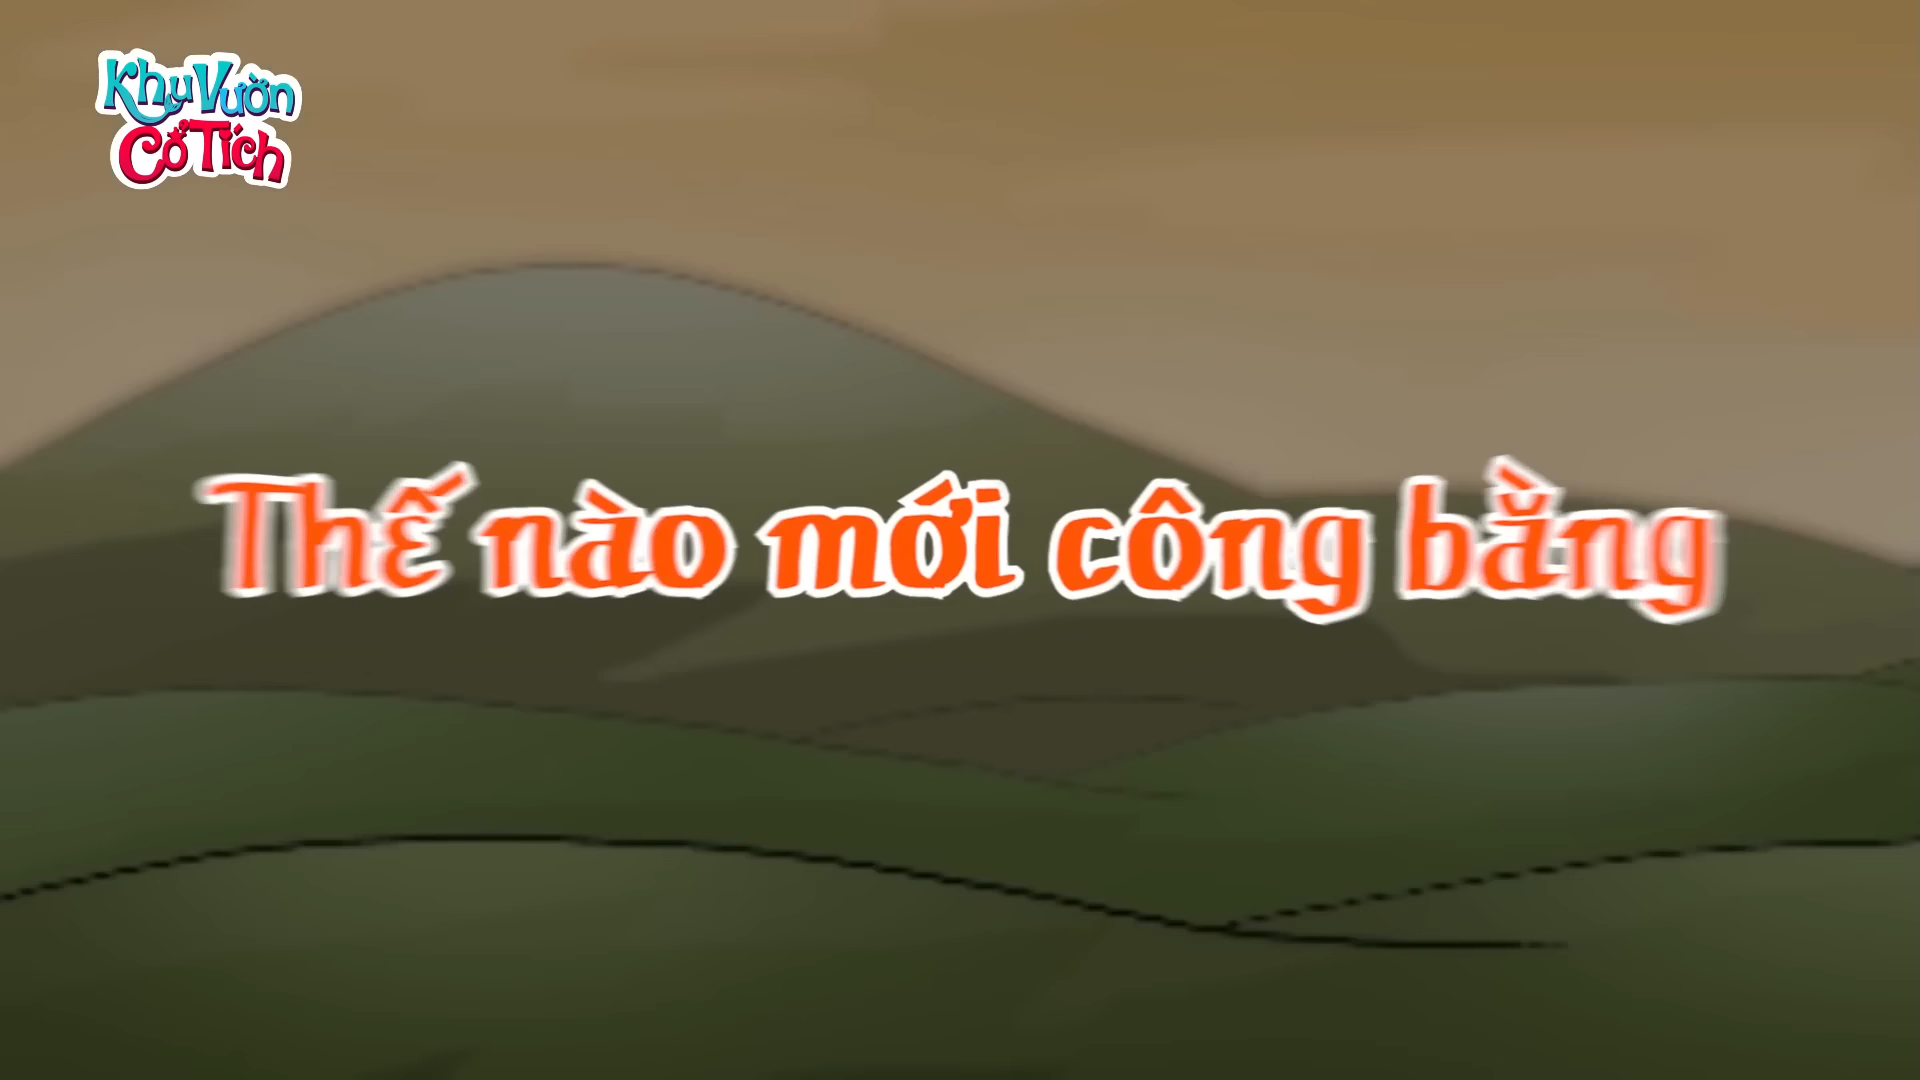 Khu Vườn
Cổ Tích
Thế nào mới công bằng